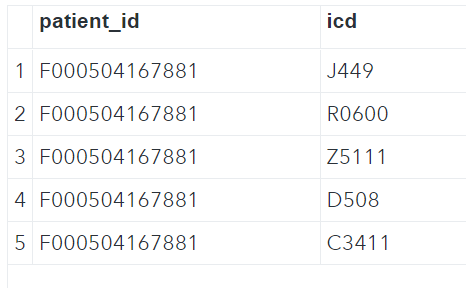 patient_id icd
1 F000504167881 J449
2 F000504167881 R0600
3 F000504167881 Z5111
4 F000504167881 D508
5 F000504167881 C3411